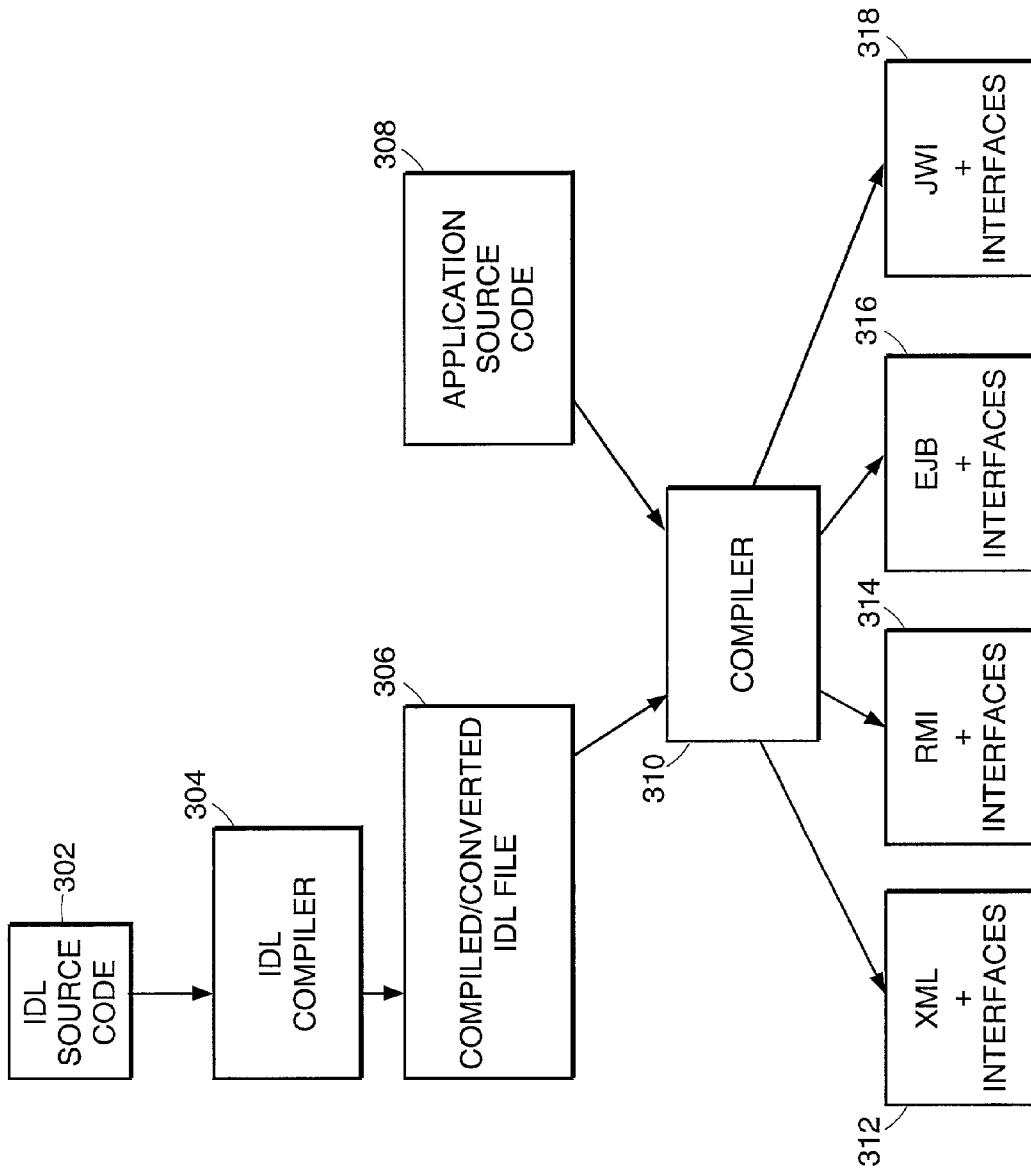 302
IDL
SOURCE
CODE
304
IDL
COMPILER
306
COMPILED/CONVERTED
IDL FILE
308
APPLICATION
SOURCE
CODE
310
COMPILER
312
XML
+
INTERFACES
314
RMI
+
INTERFACES
316
EJB
+
INTERFACES
318
JWI
+
INTERFACES